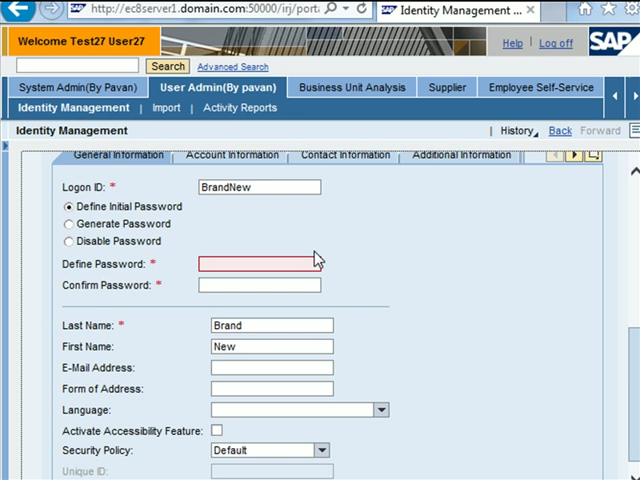 http://ec8server1.domain.com:50000/irj/port
Identity Management ...
Welcome Test27 User27
Help | Log off
SAP
Search
Advanced Search
System Admin(By Pavan)
User Admin(By pavan)
Business Unit Analysis
Supplier
Employee Self-Service
Identity Management | Import | Activity Reports
Identity Management
History
Back
Forward
General Information
Account Information
Contact Information
Additional Information
Logon ID: *
BrandNew
Define Initial Password
Generate Password
Disable Password
Define Password: *
Confirm Password: *
Last Name: *
Brand
First Name:
New
E-Mail Address:
Form of Address:
Language:
Activate Accessibility Feature:
Security Policy:
Default
Unique ID: